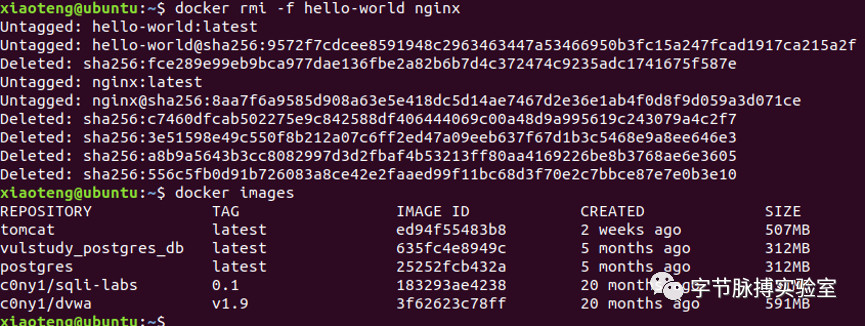 xiaoteng@ubuntu:~$ docker rmi -f hello-world nginx
Untagged: hello-world:latest
Untagged: hello-world@sha256:9572f7cdcee8591948c2963463447a53466950b3fc15a247fcad1917ca215a2f
Deleted: sha256:fce289e99eb9bca977dae136fbe2a82b6b7d4c372474c9235adc1741675f587e
Untagged: nginx:latest
Untagged: nginx@sha256:8aa7f6a9585d908a63e5e418dc5d14ae7467d2e36e1ab4f0d8f9d059a3d071ce
Deleted: sha256:c7460dfcab502275e9c842588df406444069c00a48d9a995619c243079a4c2f7
Deleted: sha256:3e51598e49c550f8b212a07c6ff2ed47a09eeb637f67d1b3c5468e9a8ee646e3
Deleted: sha256:a8b9a5643b3cc8082997d3d2fbaf4b53213ff80aa4169226be8b3768ae6e3605
Deleted: sha256:556c5fb0d91b726083a8ce42e2faaed99f11bc68d3f70e2c7bbce87e7e0b3e10
xiaoteng@ubuntu:~$ docker images
REPOSITORY TAG IMAGE ID CREATED SIZE
tomcat latest ed94f55483b8 2 weeks ago 507MB
vulstudy_postgres_db latest 635fc4e8949c 5 months ago 312MB
postgres latest 25252fcb432a 5 months ago 312MB
c0ny1/sqli-labs 0.1 183293ae4238 20 months ago
字节脉搏实验室
c0ny1/dvwa v1.9 3f62623c78ff 20 months ago 591MB
xiaoteng@ubuntu:~$